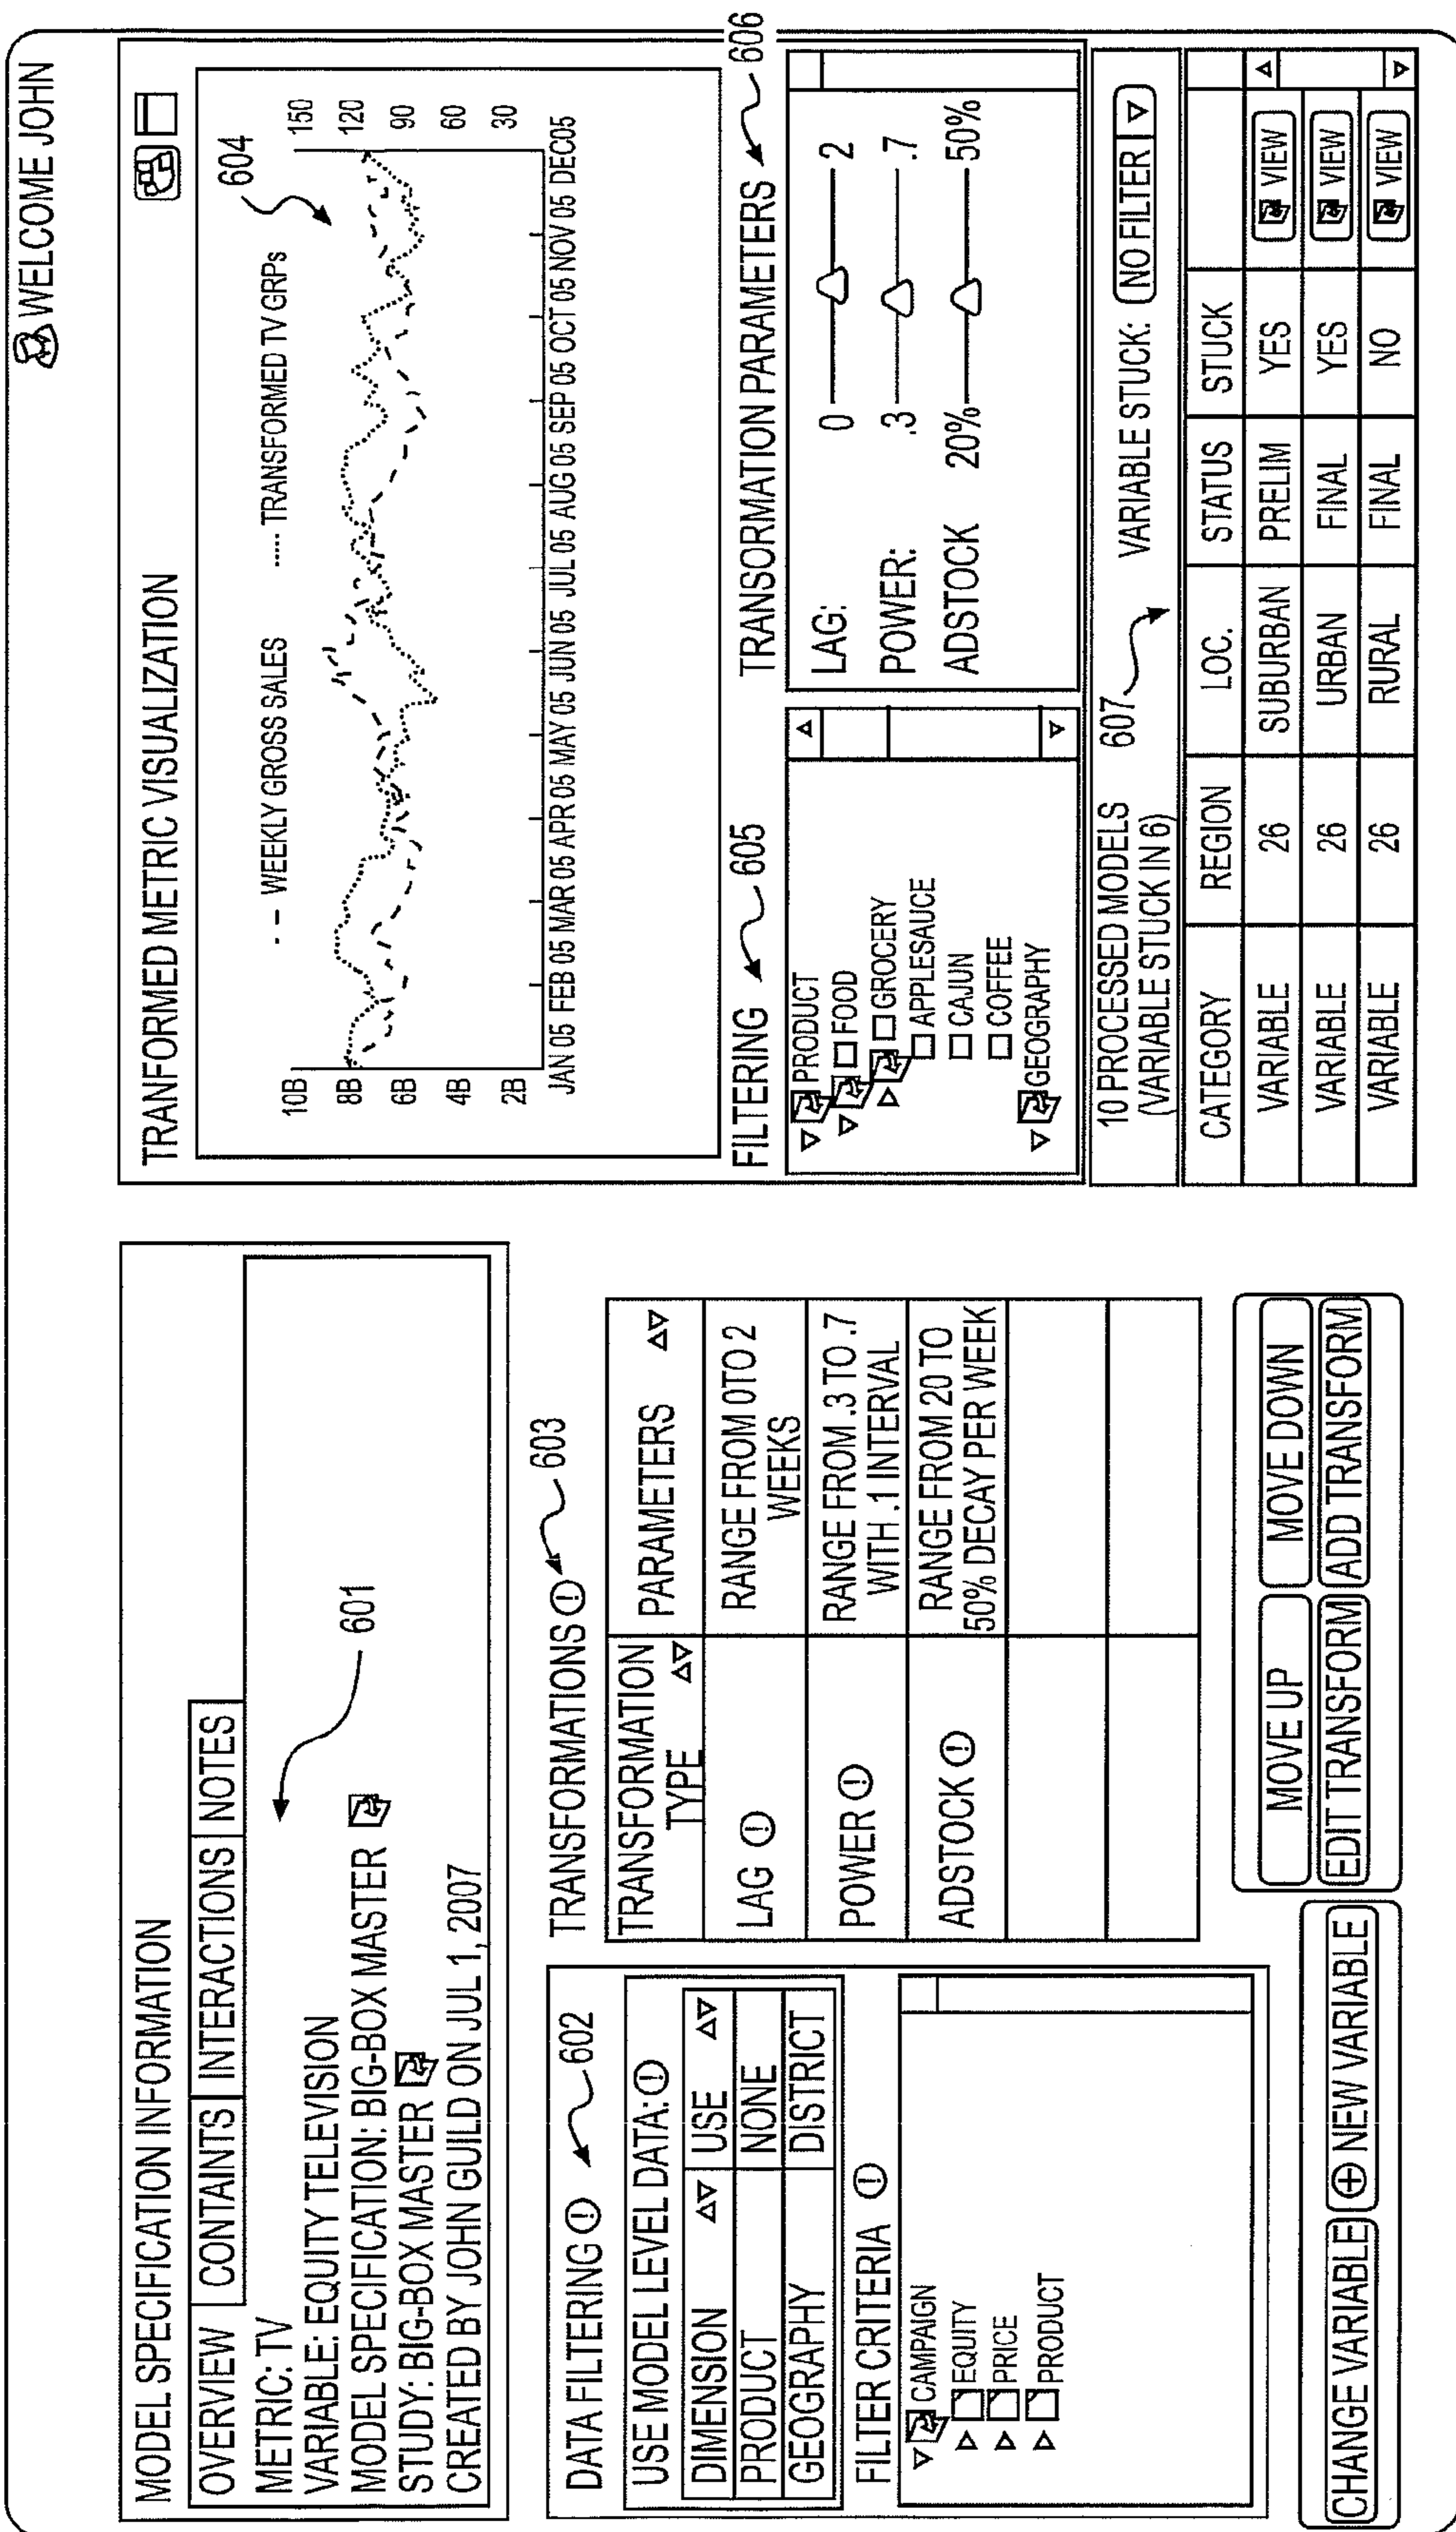 WELCOME JOHN
MODEL SPECIFICATION INFORMATION
OVERVIEW CONTAINTS INTERACTIONS NOTES
METRIC: TV
VARIABLE: EQUITY TELEVISION
MODEL SPECIFICATION: BIG-BOX MASTER
STUDY: BIG-BOX MASTER
CREATED BY JOHN GUILD ON JUL 1, 2007
601
DATA FILTERING 602
USE MODEL LEVEL DATA:
DIMENSION USE
PRODUCT NONE
GEOGRAPHY DISTRICT
FILTER CRITERIA
CAMPAIGN
EQUITY
PRICE
PRODUCT
TRANSFORMATIONS 603
TRANSFORMATION TYPE PARAMETERS
LAG RANGE FROM 0TO 2 WEEKS
POWER RANGE FROM .3 TO .7 WITH .1 INTERVAL
ADSTOCK RANGE FROM 20 TO 50% DECAY PER WEEK
CHANGE VARIABLE NEW VARIABLE
MOVE UP MOVE DOWN
EDIT TRANSFORM ADD TRANSFORM
TRANFORMED METRIC VISUALIZATION
WEEKLY GROSS SALES TRANSFORMED TV GRPs
604
10B 150
8B 120
6B 90
4B 60
2B 30
JAN 05 FEB 05 MAR 05 APR 05 MAY 05 JUN 05 JUL 05 AUG 05 SEP 05 OCT 05 NOV 05 DEC05
FILTERING 605
PRODUCT
FOOD
GROCERY
APPLESAUCE
CAJUN
COFFEE
GEOGRAPHY
TRANSORMATION PARAMETERS 606
LAG: 0 2
POWER: .3 .7
ADSTOCK 20% 50%
10 PROCESSED MODELS 607 VARIABLE STUCK: NO FILTER
(VARIABLE STUCK IN 6)
CATEGORY REGION LOC. STATUS STUCK
VARIABLE 26 SUBURBAN PRELIM YES VIEW
VARIABLE 26 URBAN FINAL YES VIEW
VARIABLE 26 RURAL FINAL NO VIEW